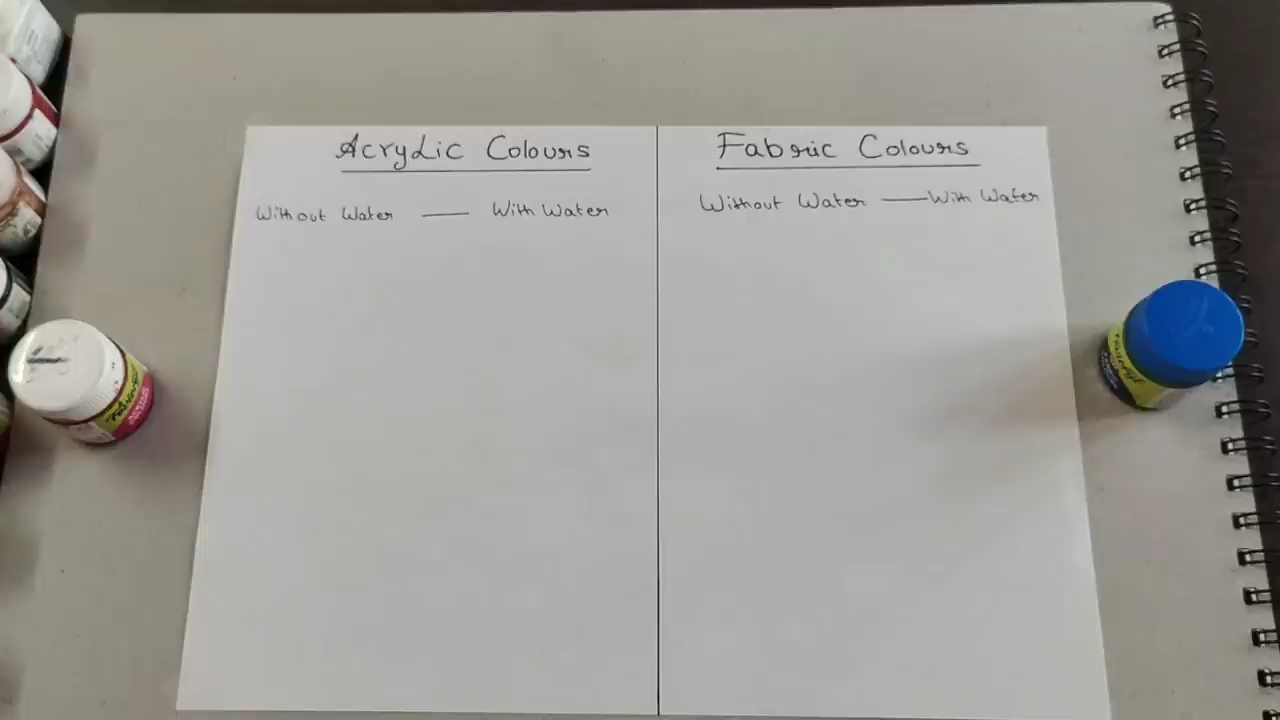 Acrylic Colours
Without Water —— With Water
Fabric Colours
Without Water —— With Water